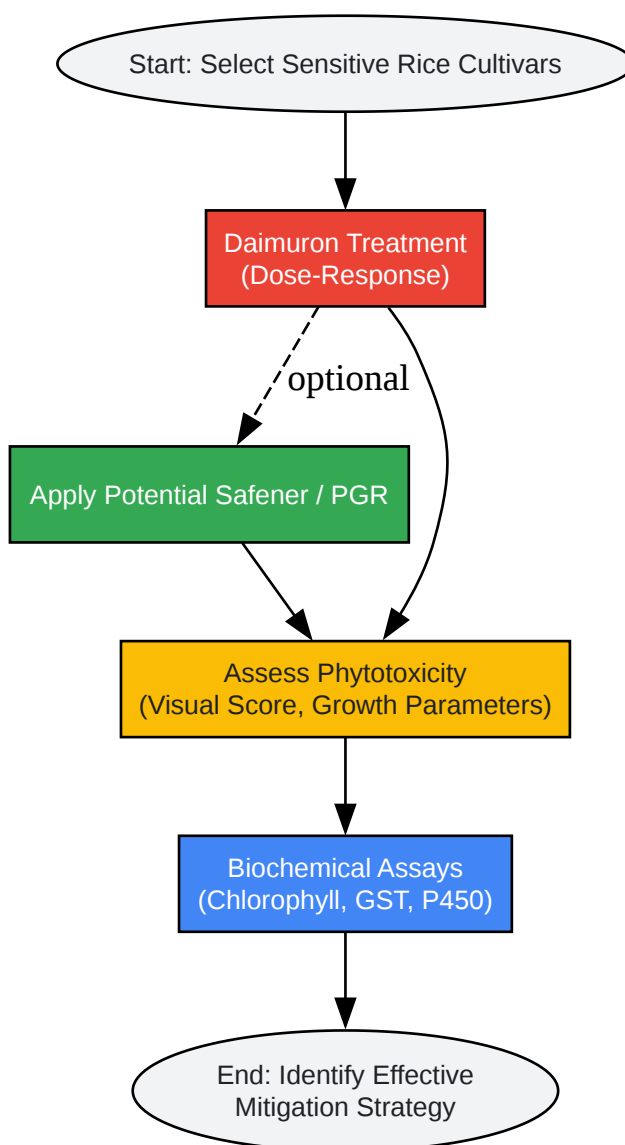 Start: Select Sensitive Rice Cultivars
Daimuron Treatment
(Dose-Response)
optional
Apply Potential Safener / PGR
Assess Phytotoxicity
(Visual Score, Growth Parameters)
Biochemical Assays
(Chlorophyll, GST, P450)
End: Identify Effective
Mitigation Strategy